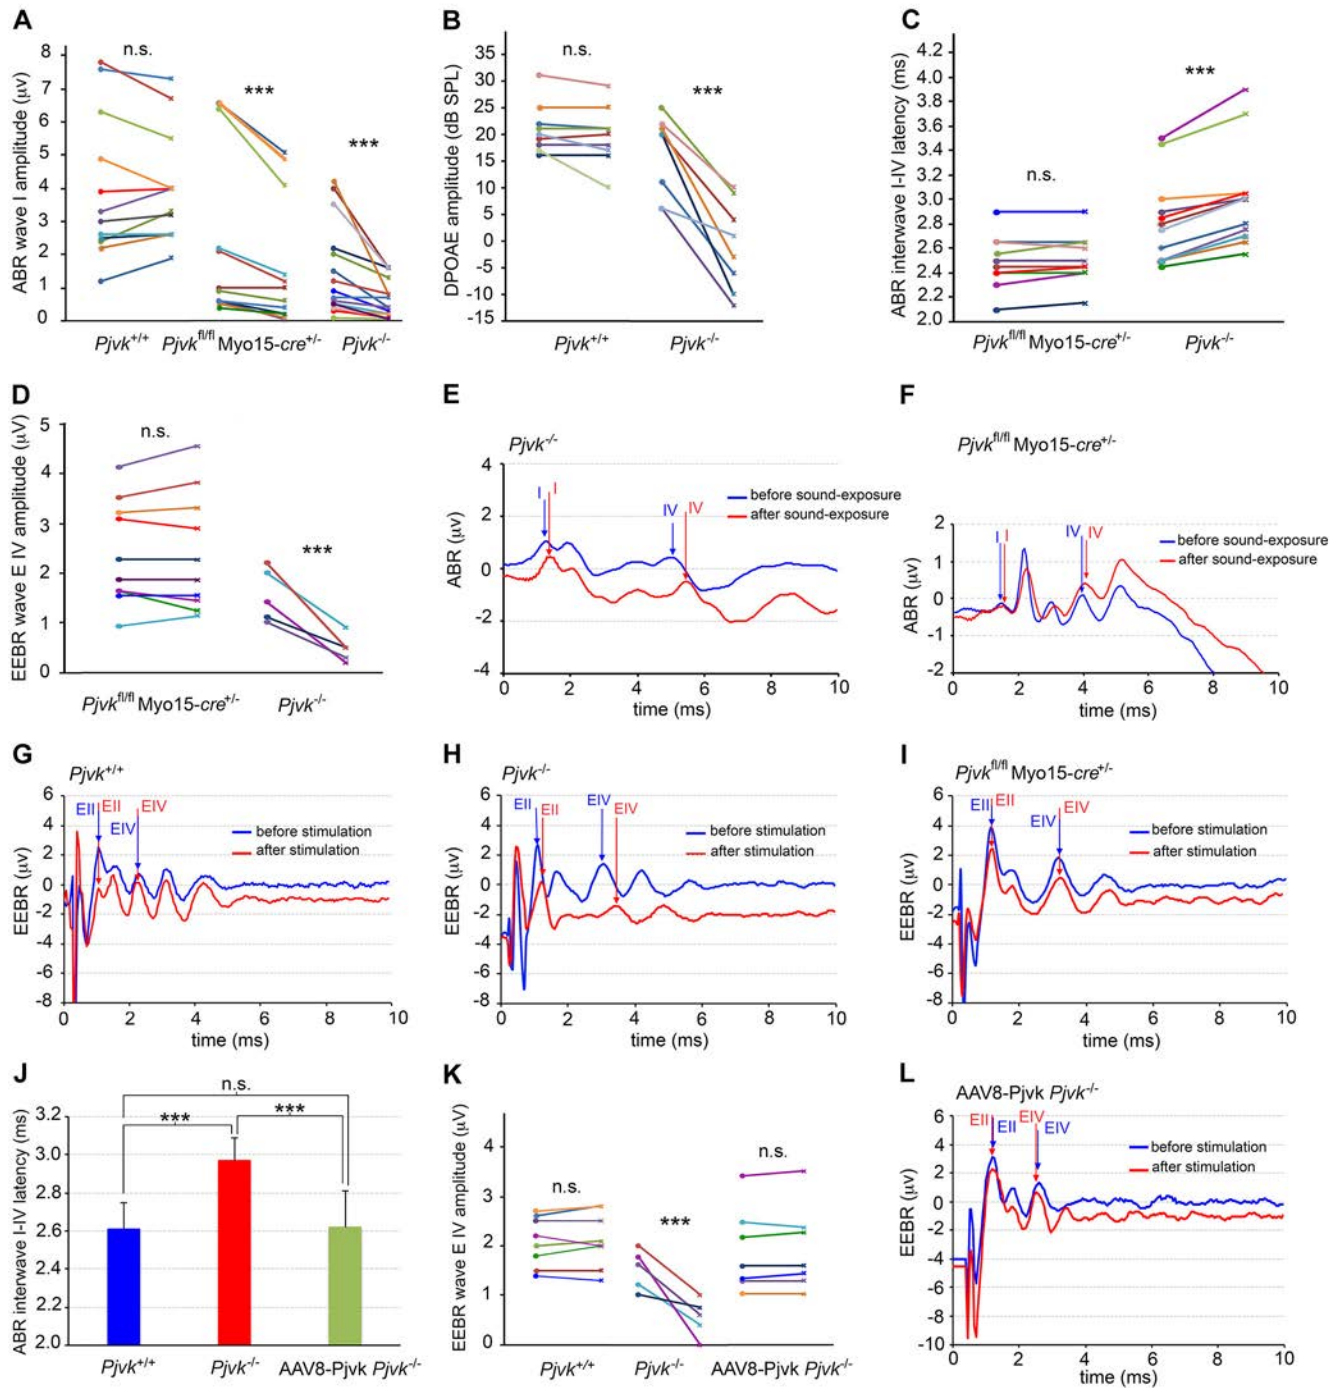 A
ABR wave I amplitude (μv)
8
7
6
5
4
3
2
1
0
n.s.
***
***
Pjvk+/+
Pjvkfl/fl Myo15-cre+/-
Pjvk-/-
B
DPOAE amplitude (dB SPL)
35
30
25
20
15
10
5
0
-5
-10
-15
n.s.
***
Pjvk+/+
Pjvk-/-
C
ABR interwave I-IV latency (ms)
4.2
4.0
3.8
3.6
3.4
3.2
3.0
2.8
2.6
2.4
2.2
2.0
n.s.
***
Pjvkfl/fl Myo15-cre+/-
Pjvk-/-
D
EEBR wave E IV amplitude (μV)
5
4
3
2
1
0
n.s.
***
Pjvkfl/fl Myo15-cre+/-
Pjvk-/-
E
Pjvk-/-
ABR (μv)
4
2
0
-2
-4
I
I
IV
IV
before sound-exposure
after sound-exposure
0 2 4 6 8 10
time (ms)
F
Pjvkfl/fl Myo15-cre+/-
ABR (μv)
2
1
0
-1
-2
I
I
IV
IV
before sound-exposure
after sound-exposure
0 2 4 6 8 10
time (ms)
G
Pjvk+/+
EEBR (μv)
6
4
2
0
-2
-4
-6
-8
EII
EII
EIV
EIV
before stimulation
after stimulation
0 2 4 6 8 10
time (ms)
H
Pjvk-/-
EEBR (μv)
6
4
2
0
-2
-4
-6
-8
EII
EII
EIV
EIV
before stimulation
after stimulation
0 2 4 6 8 10
time (ms)
I
Pjvkfl/fl Myo15-cre+/-
EEBR (μv)
6
4
2
0
-2
-4
-6
-8
EII
EII
EIV
EIV
before stimulation
after stimulation
0 2 4 6 8 10
time (ms)
J
ABR interwave I-IV latency (ms)
3.2
3.0
2.8
2.6
2.4
2.2
2.0
n.s.
***
***
Pjvk+/+
Pjvk-/-
AAV8-Pjvk Pjvk-/-
K
EEBR wave E IV amplitude (μV)
4
3
2
1
0
n.s.
***
n.s.
Pjvk+/+
Pjvk-/-
AAV8-Pjvk Pjvk-/-
L
AAV8-Pjvk Pjvk-/-
EEBR (μv)
6
4
2
0
-2
-4
-6
-8
-10
EII
EII
EIV
EIV
before stimulation
after stimulation
0 2 4 6 8 10
time (ms)